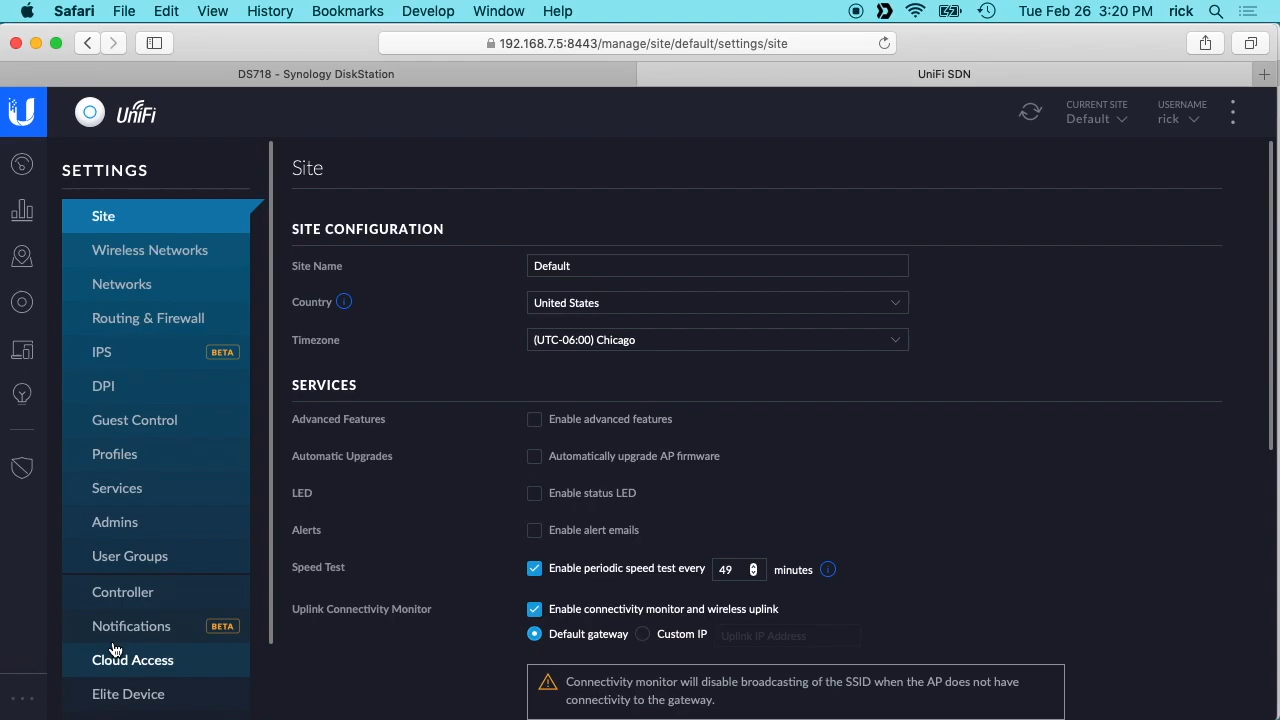 Safari File Edit View History Bookmarks Develop Window Help Tue Feb 26 3:20 PM rick
192.168.7.5:8443/manage/site/default/settings/site
DS718 - Synology DiskStation UniFi SDN
U UniFi CURRENT SITE USERNAME
Default rick
SETTINGS
Site
Wireless Networks
Networks
Routing & Firewall
IPS BETA
DPI
Guest Control
Profiles
Services
Admins
User Groups
Controller
Notifications BETA
Cloud Access
Elite Device
Site
SITE CONFIGURATION
Site Name Default
Country i United States
Timezone (UTC-06:00) Chicago
SERVICES
Advanced Features Enable advanced features
Automatic Upgrades Automatically upgrade AP firmware
LED Enable status LED
Alerts Enable alert emails
Speed Test Enable periodic speed test every 49 minutes i
Uplink Connectivity Monitor Enable connectivity monitor and wireless uplink
Default gateway Custom IP Uplink IP Address
Connectivity monitor will disable broadcasting of the SSID when the AP does not have
connectivity to the gateway.